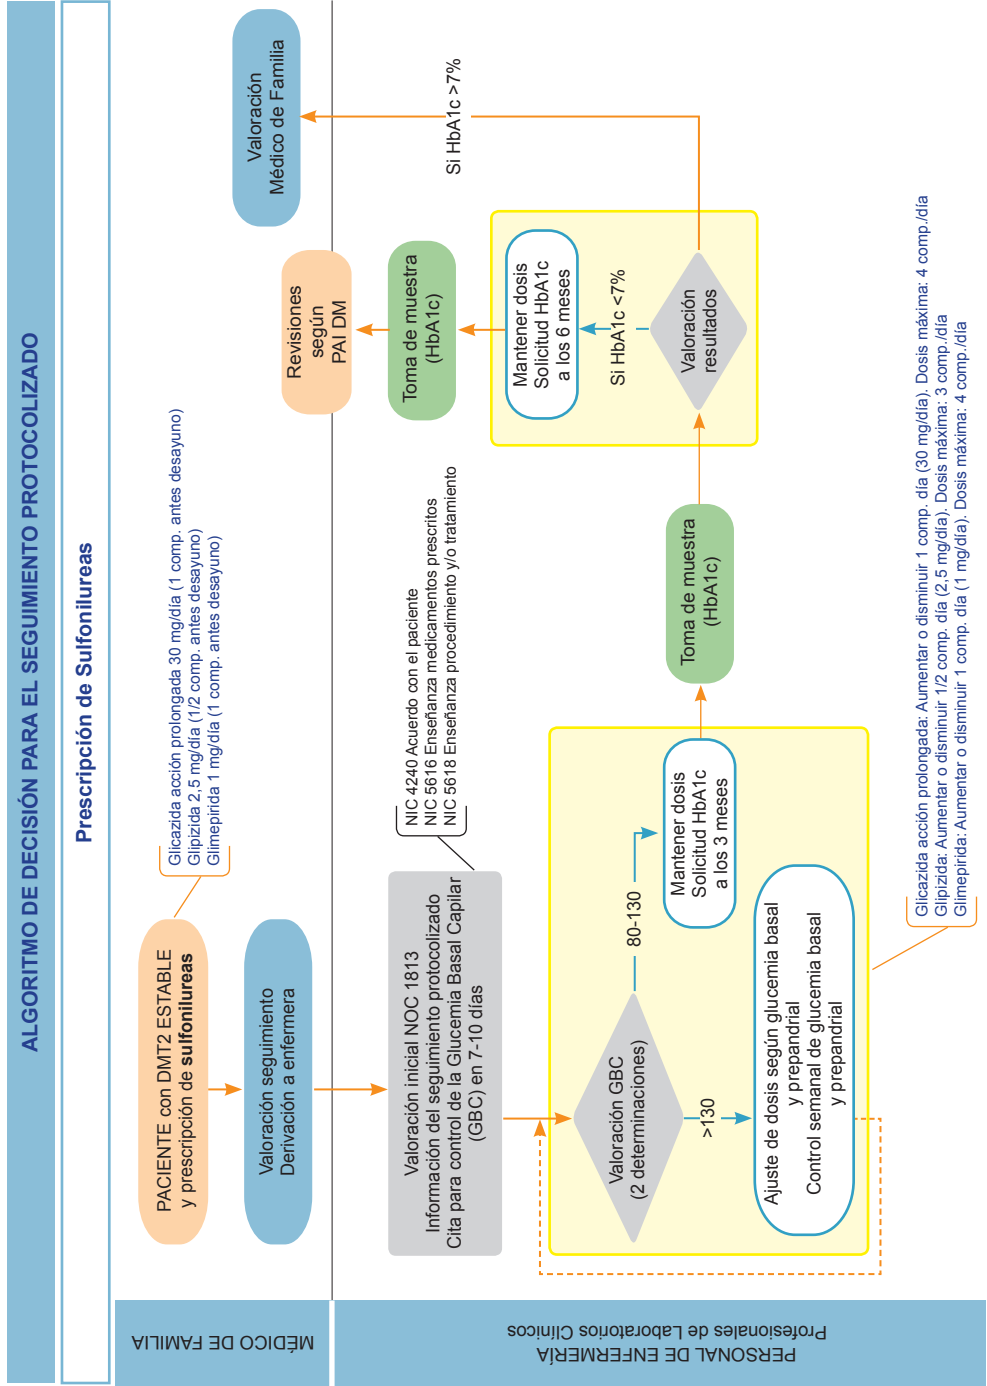 ALGORITMO DE DECISIÓN PARA EL SEGUIMIENTO PROTOCOLIZADO
Prescripción de Sulfonilureas
MÉDICO DE FAMILIA
PACIENTE con DMT2 ESTABLE
y prescripción de sulfonilureas
Glicazida acción prolongada 30 mg/día (1 comp. antes desayuno)
Glipizida 2,5 mg/día (1/2 comp. antes desayuno)
Glimepirida 1 mg/día (1 comp. antes desayuno)
Valoración seguimiento
Derivación a enfermera
Valoración
Médico de Familia
PERSONAL DE ENFERMERÍA
Profesionales de Laboratorios Clínicos
Valoración inicial NOC 1813
Información del seguimiento protocolizado
Cita para control de la Glucemia Basal Capilar
(GBC) en 7-10 días
NIC 4240 Acuerdo con el paciente
NIC 5616 Enseñanza medicamentos prescritos
NIC 5618 Enseñanza procedimiento y/o tratamiento
Valoración GBC
(2 determinaciones)
80-130
>130
Mantener dosis
Solicitud HbA1c
a los 3 meses
Ajuste de dosis según glucemia basal
y prepandrial
Control semanal de glucemia basal
y prepandrial
Toma de muestra
(HbA1c)
Valoración
resultados
Si HbA1c <7%
Si HbA1c >7%
Mantener dosis
Solicitud HbA1c
a los 6 meses
Toma de muestra
(HbA1c)
Revisiones
según
PAI DM
Glicazida acción prolongada: Aumentar o disminuir 1 comp. día (30 mg/día). Dosis máxima: 4 comp./día
Glipizida: Aumentar o disminuir 1/2 comp. día (2,5 mg/día). Dosis máxima: 3 comp./día
Glimepirida: Aumentar o disminuir 1 comp. día (1 mg/día). Dosis máxima: 4 comp./día